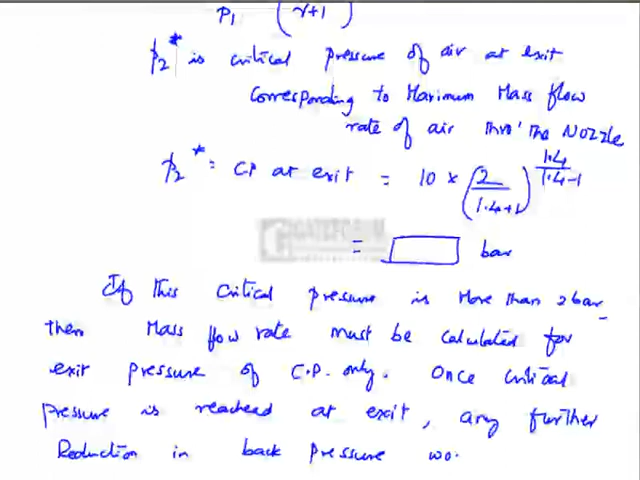 P₁ (γ+1)
p₂* is critical pressure of air at exit
corresponding to Maximum Mass flow
rate of air thro' the Nozzle
p₂* = C.P at exit = 10 × (2/(1.4+1))^(1.4/(1.4-1))
GATEFORUM
= bar
If this critical pressure is more than 2 bar
then Mass flow rate must be calculated for
exit pressure of C.P. only. Once critical
pressure is reached at exit, any further
Reduction in back pressure wo